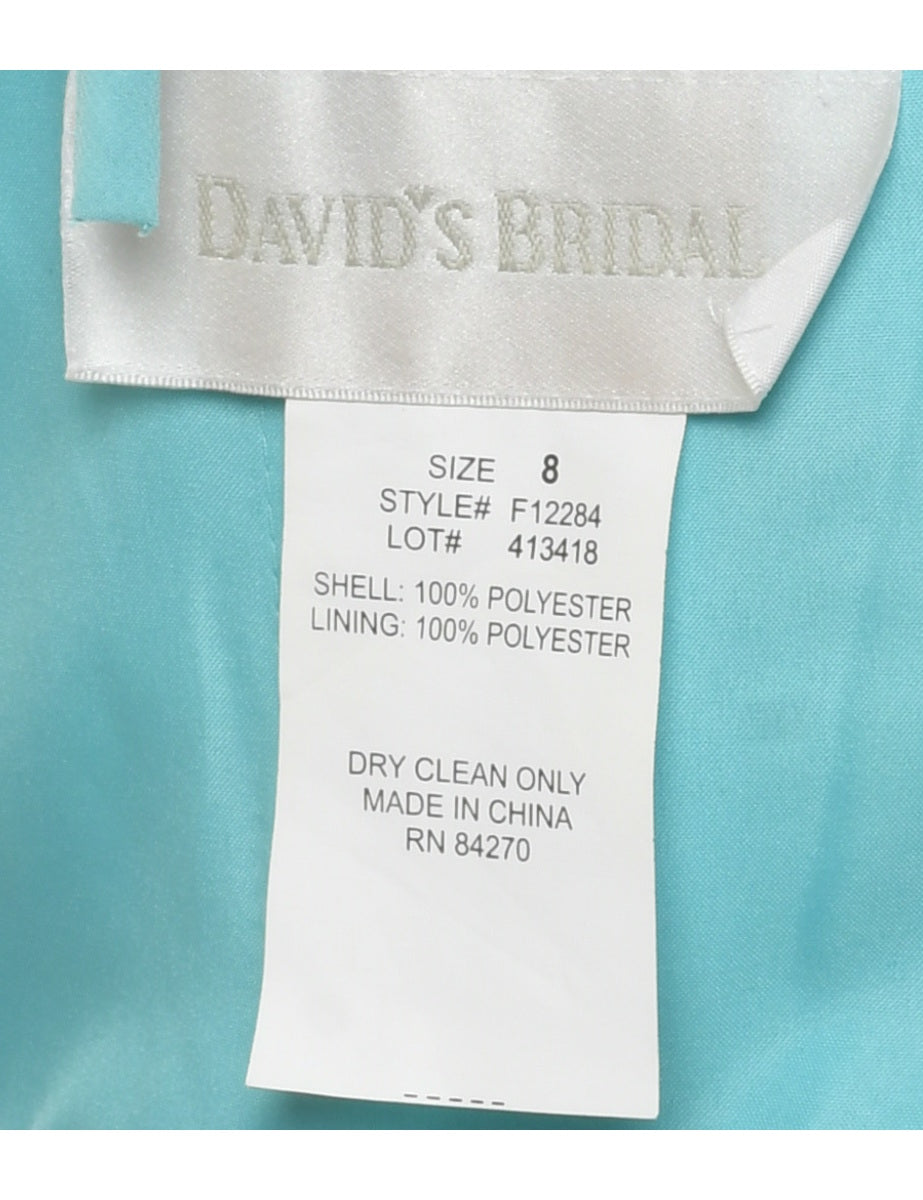 DAVID'S BRIDAL
SIZE 8
STYLE# F12284
LOT# 413418
SHELL: 100% POLYESTER
LINING: 100% POLYESTER
DRY CLEAN ONLY
MADE IN CHINA
RN 84270